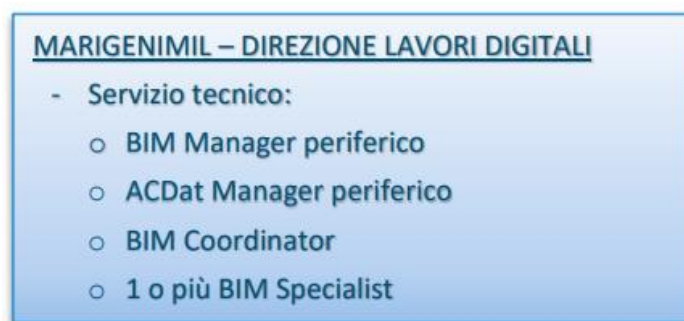 MARIGENIMIL – DIREZIONE LAVORI DIGITALI
- Servizio tecnico:
o BIM Manager periferico
o ACDat Manager periferico
o BIM Coordinator
o 1 o più BIM Specialist